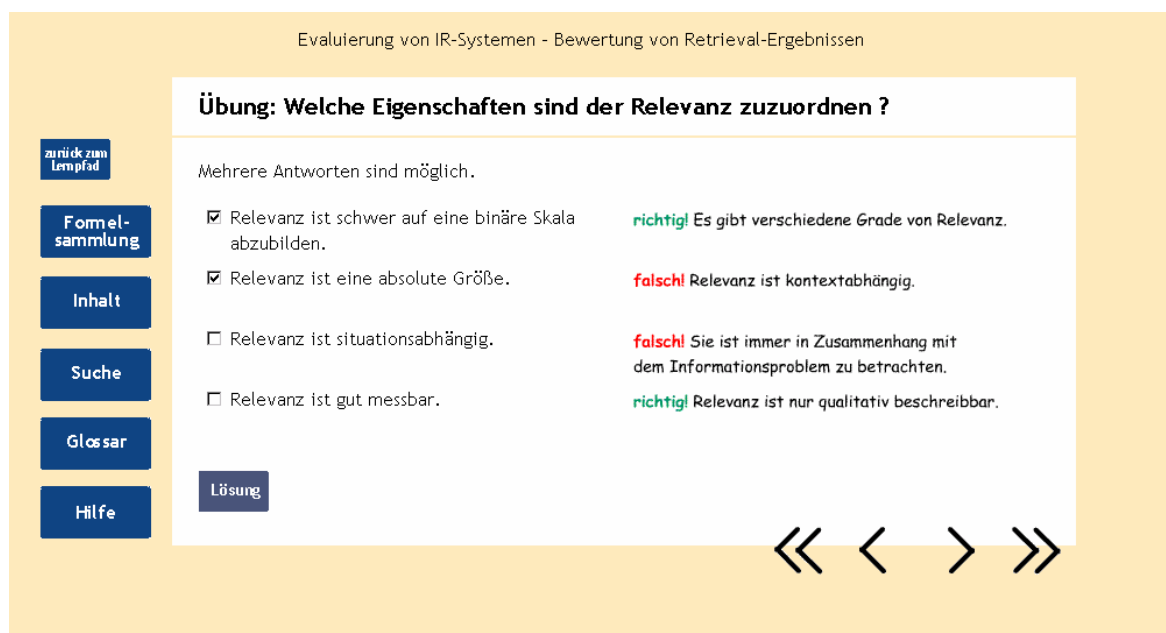 Evaluierung von IR-Systemen - Bewertung von Retrieval-Ergebnissen
Übung: Welche Eigenschaften sind der Relevanz zuzuordnen ?
zurück zum
Lernpfad
Formel-
sammlung
Inhalt
Suche
Glossar
Hilfe
Mehrere Antworten sind möglich.
Relevanz ist schwer auf eine binäre Skala
abzubilden.
richtig! Es gibt verschiedene Grade von Relevanz.
Relevanz ist eine absolute Größe.
falsch! Relevanz ist kontextabhängig.
Relevanz ist situationsabhängig.
falsch! Sie ist immer in Zusammenhang mit
dem Informationsproblem zu betrachten.
Relevanz ist gut messbar.
richtig! Relevanz ist nur qualitativ beschreibbar.
Lösung